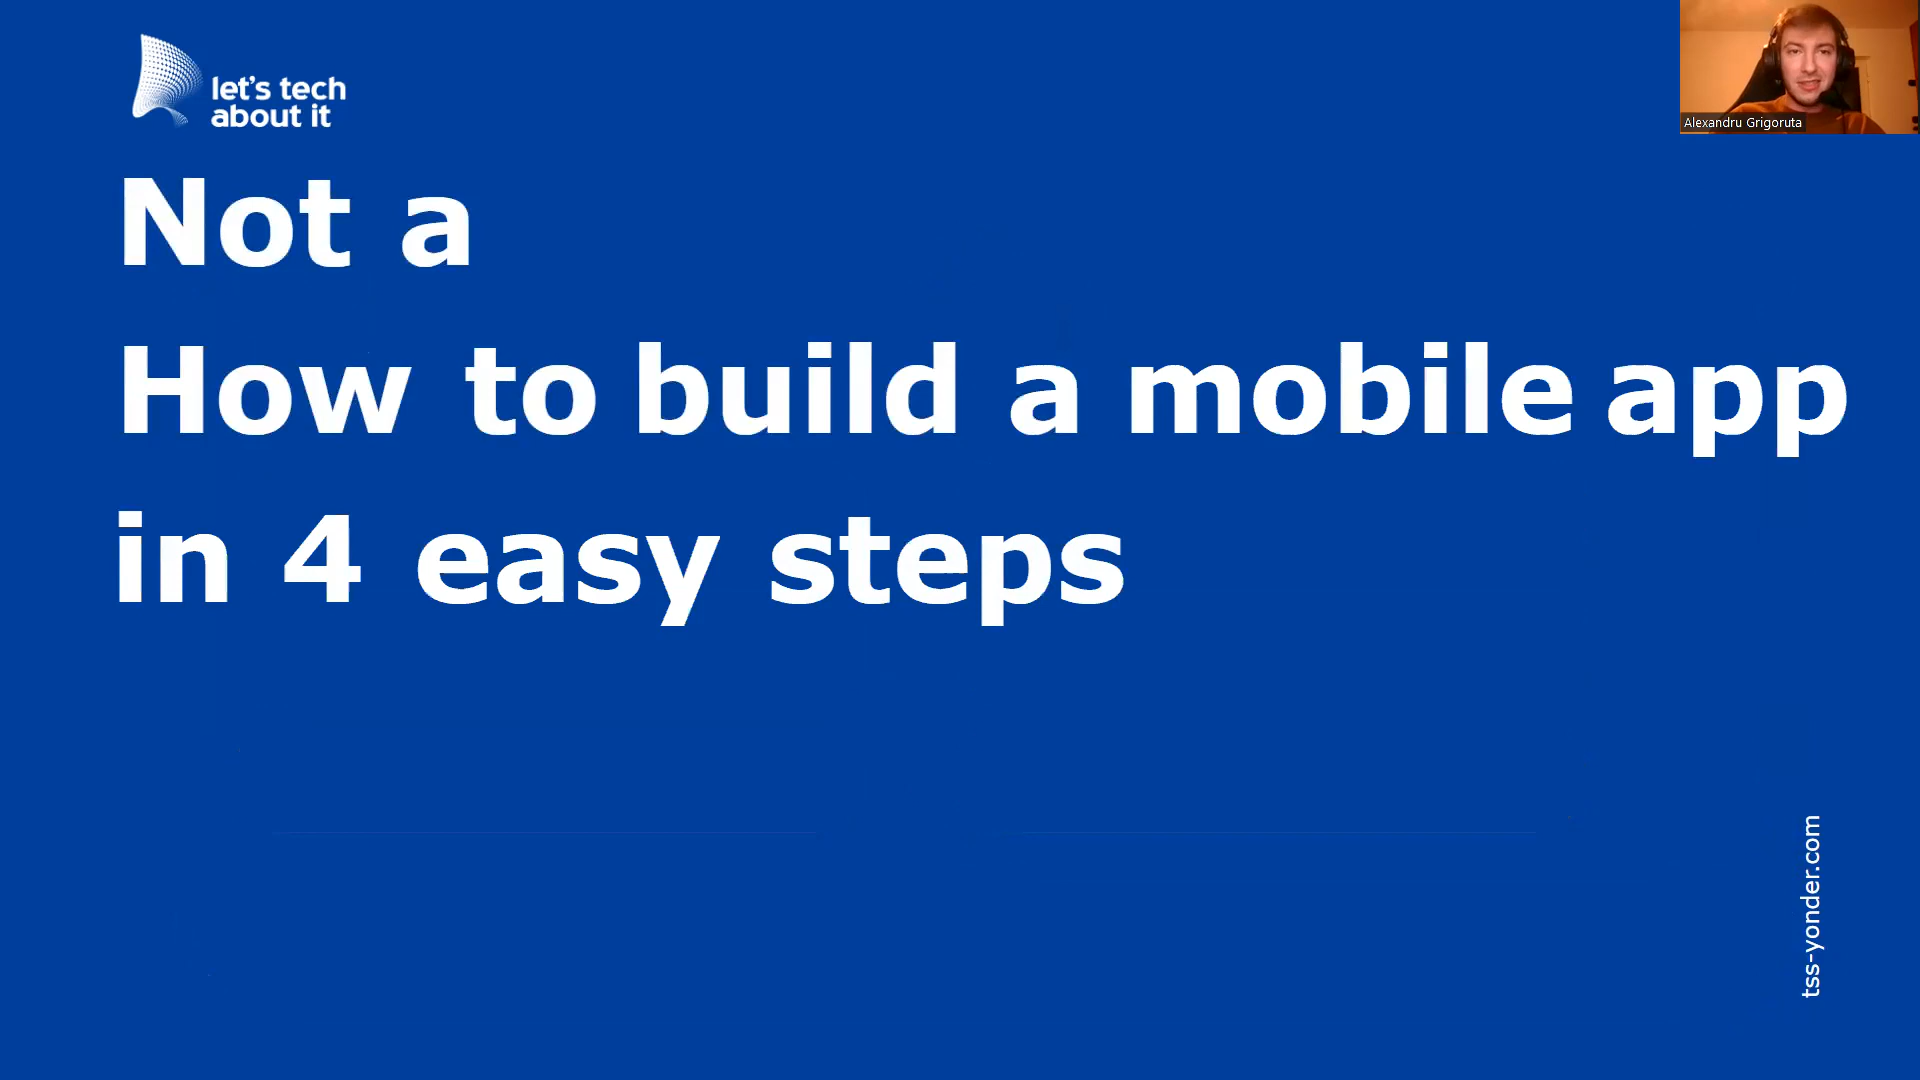 let's tech
about it
Alexandru Grigoruta
Not a
How to build a mobile app
in 4 easy steps
tss-yonder.com